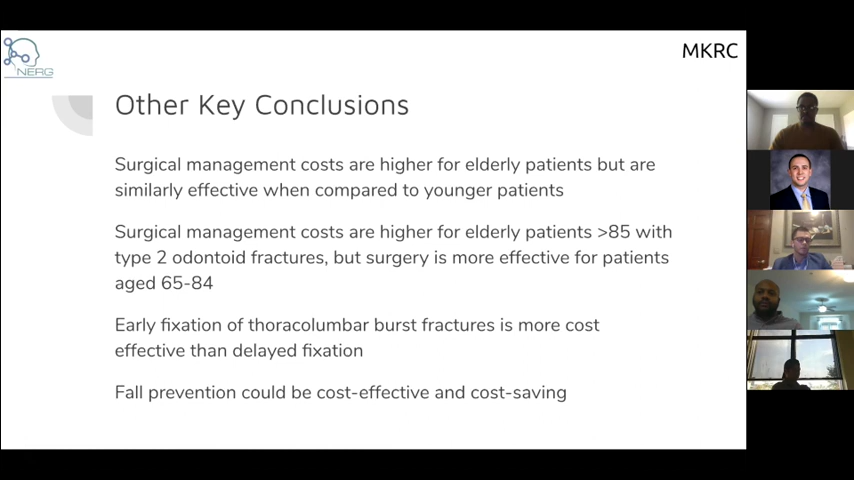 NERG
MKRC
Other Key Conclusions
Surgical management costs are higher for elderly patients but are
similarly effective when compared to younger patients
Surgical management costs are higher for elderly patients >85 with
type 2 odontoid fractures, but surgery is more effective for patients
aged 65-84
Early fixation of thoracolumbar burst fractures is more cost
effective than delayed fixation
Fall prevention could be cost-effective and cost-saving